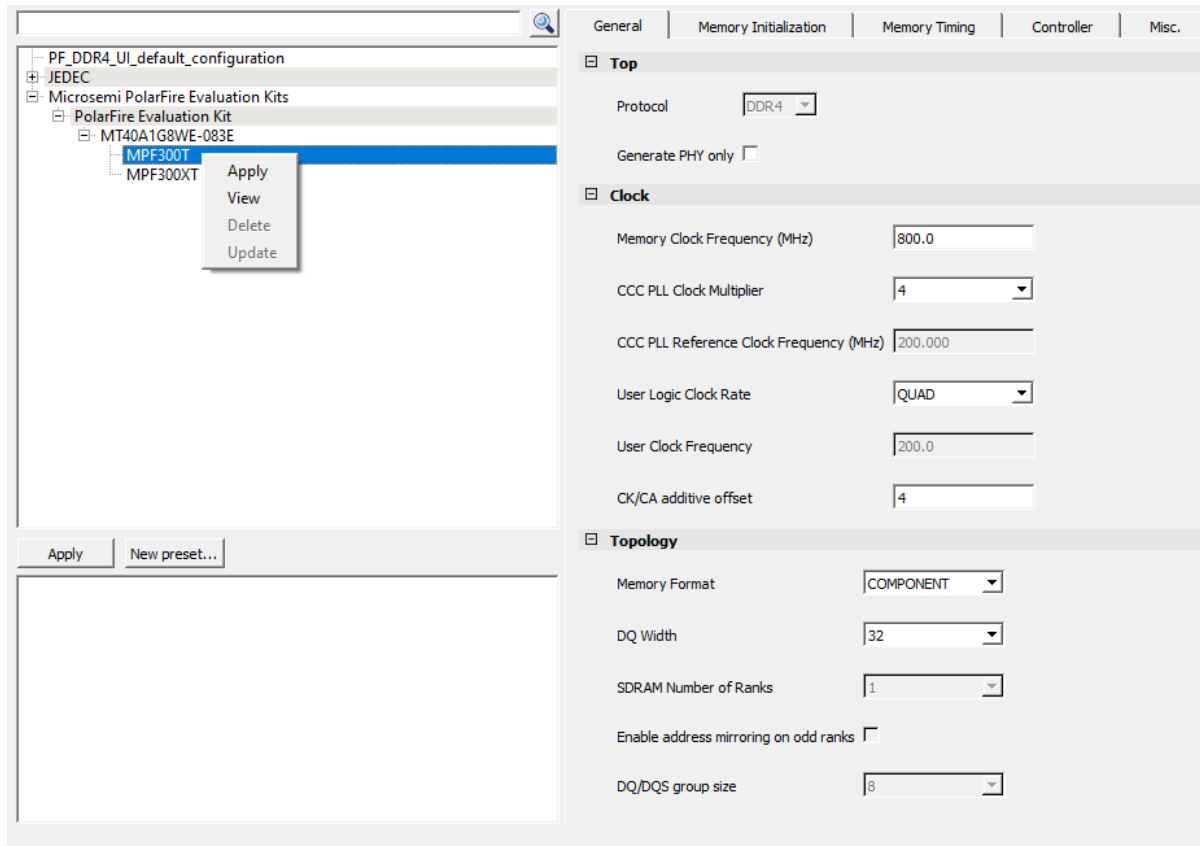 PF_DDR4_UI_default_configuration
JEDEC
Microsemi PolarFire Evaluation Kits
PolarFire Evaluation Kit
MT40A1G8WE-083E
MPF300T
MPF300XT
Apply
View
Delete
Update
Apply
New preset...
General
Memory Initialization
Memory Timing
Controller
Misc.
Top
Protocol DDR4
Generate PHY only
Clock
Memory Clock Frequency (MHz) 800.0
CCC PLL Clock Multiplier 4
CCC PLL Reference Clock Frequency (MHz) 200.000
User Logic Clock Rate QUAD
User Clock Frequency 200.0
CK/CA additive offset 4
Topology
Memory Format COMPONENT
DQ Width 32
SDRAM Number of Ranks 1
Enable address mirroring on odd ranks
DQ/DQS group size 8